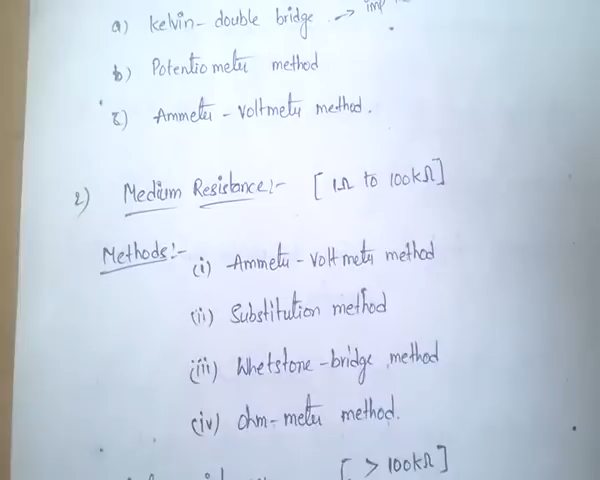 a) Kelvin - double bridge → imp
b) Potentiometer method
c) Ammeter - Voltmeter method.
2) Medium Resistance:- [1Ω to 100kΩ]
Methods:- (i) Ammeter - voltmeter method
(ii) Substitution method
(iii) Whetstone - bridge method
(iv) Ohm - meter method.
[ > 100kΩ]